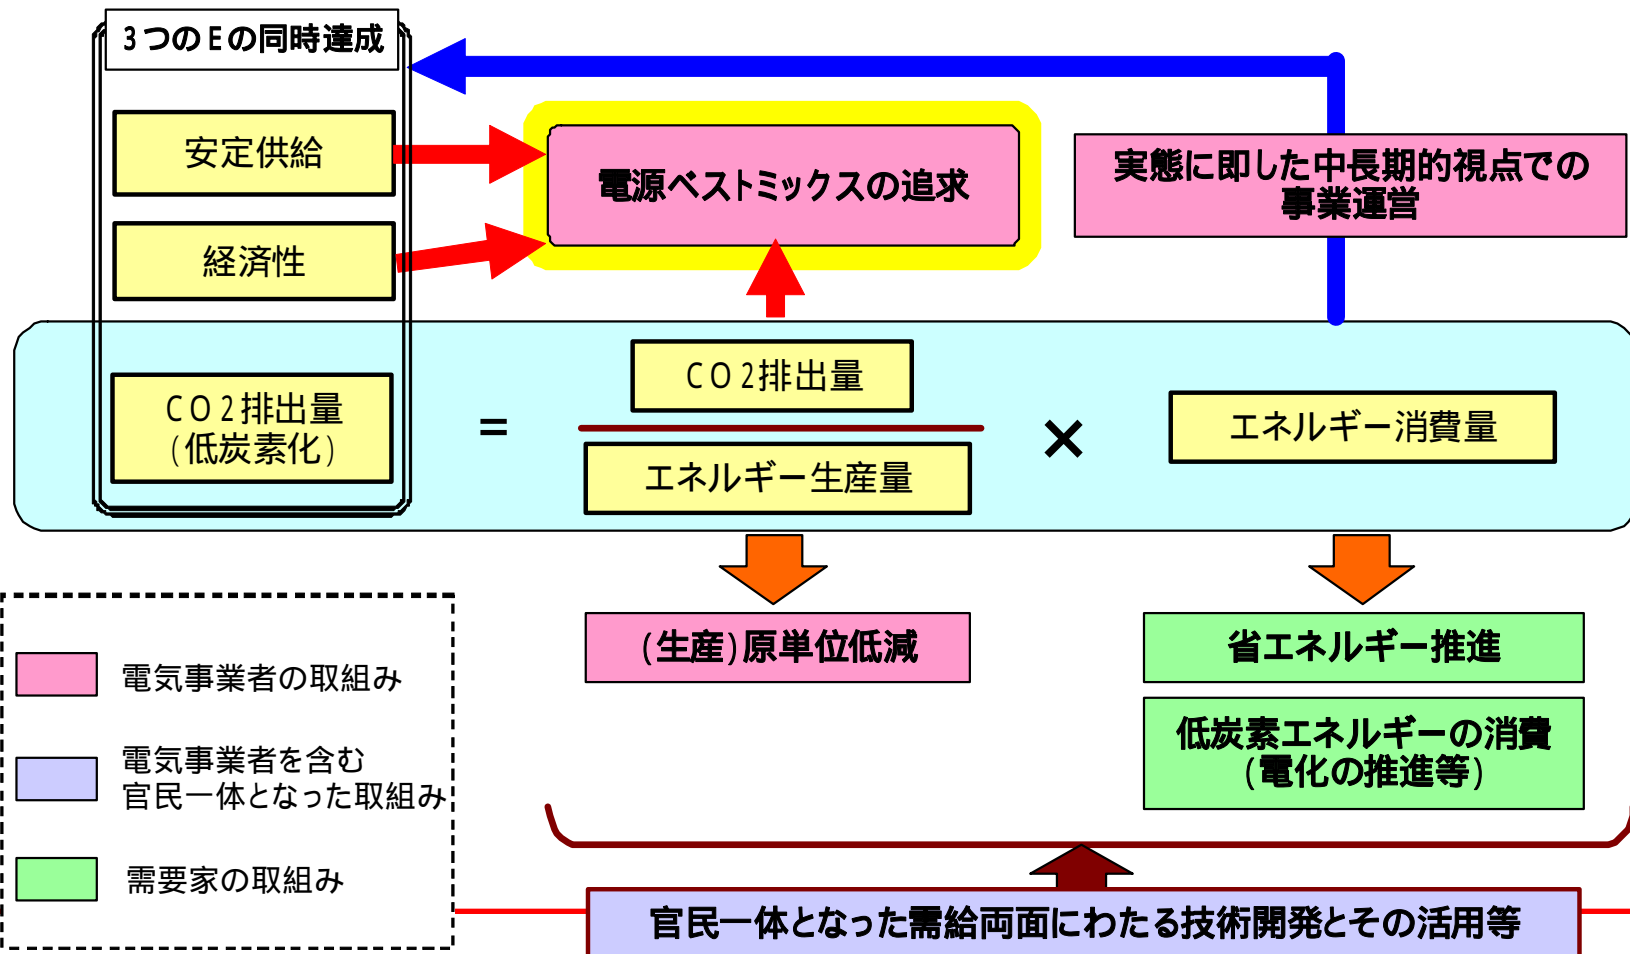 3つのEの同時達成
安定供給
経済性
電源ベストミックスの追求
実態に即した中長期的視点での
事業運営
CO2排出量
(低炭素化)
=
CO2排出量
エネルギー生産量
×
エネルギー消費量
(生産)原単位低減
省エネルギー推進
低炭素エネルギーの消費
(電化の推進等)
電気事業者の取組み
電気事業者を含む
官民一体となった取組み
需要家の取組み
官民一体となった需給両面にわたる技術開発とその活用等